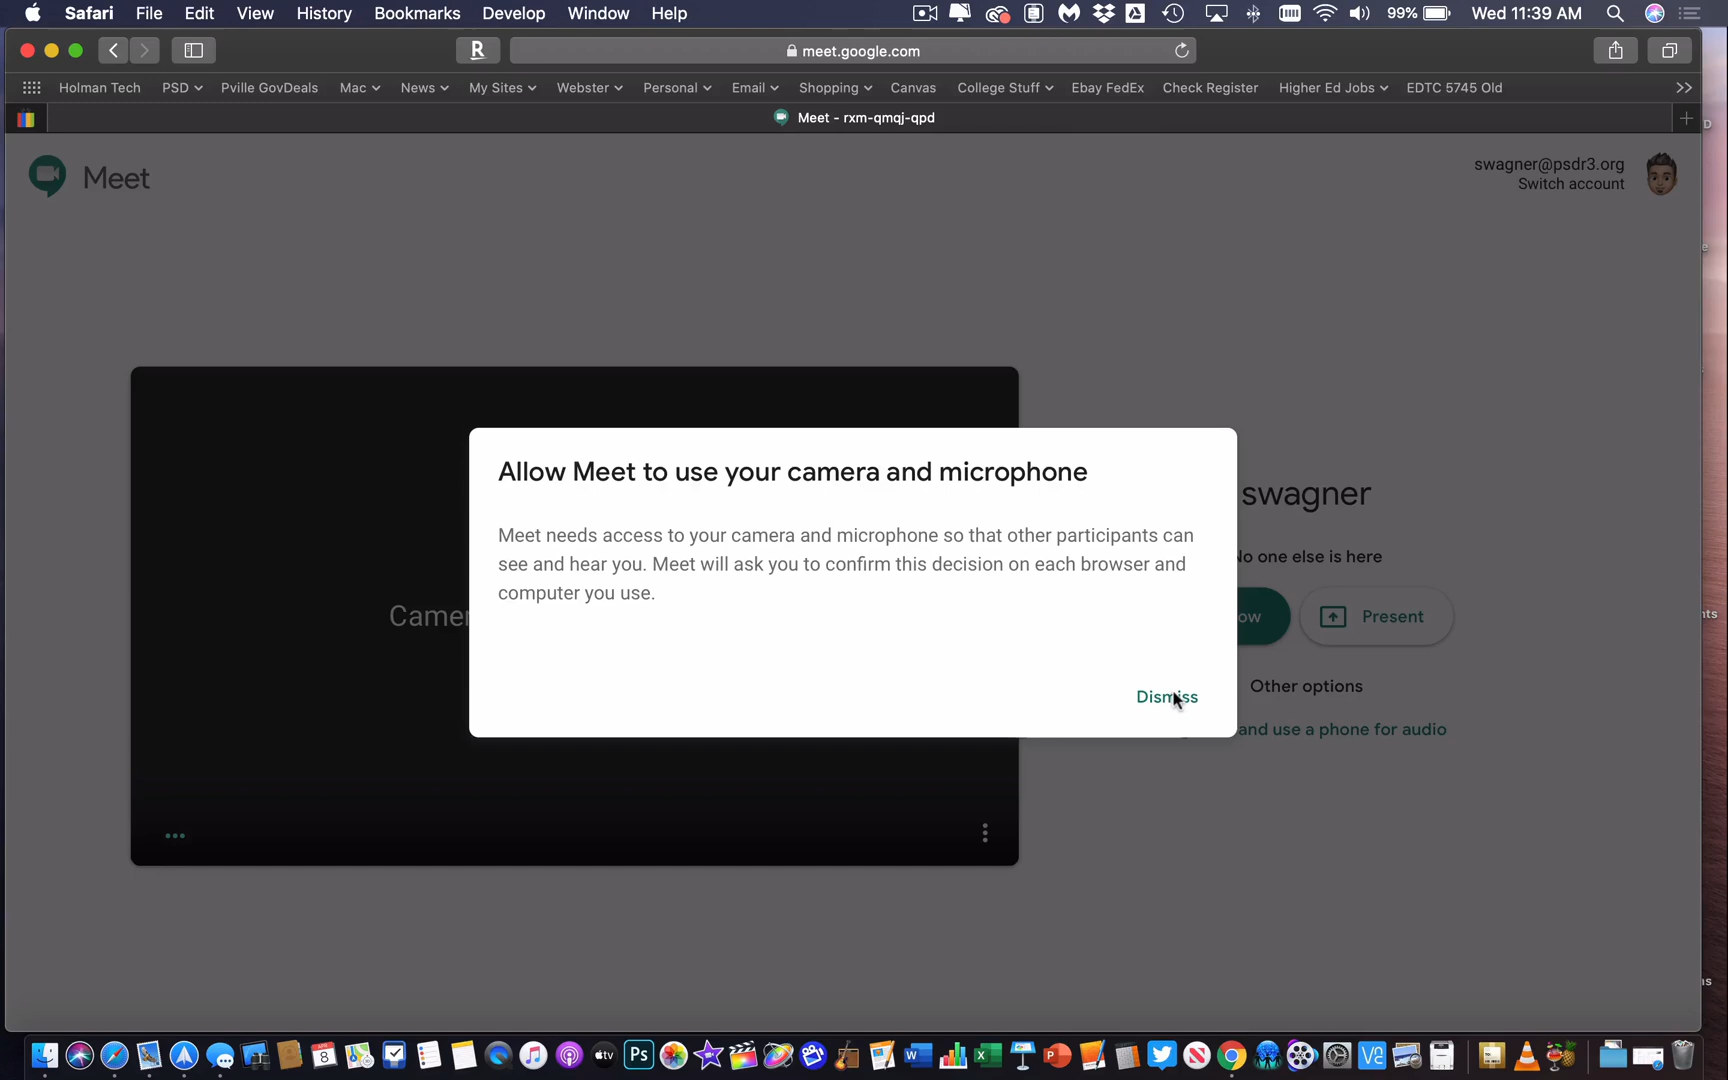 Safari File Edit View History Bookmarks Develop Window Help 99% Wed 11:39 AM
R meet.google.com
Holman Tech PSD Pville GovDeals Mac News My Sites Webster Personal Email Shopping Canvas College Stuff Ebay FedEx Check Register Higher Ed Jobs EDTC 5745 Old
Meet - rxm-qmqj-qpd
Meet
swagner@psdr3.org
Switch account
Allow Meet to use your camera and microphone
Meet needs access to your camera and microphone so that other participants can
see and hear you. Meet will ask you to confirm this decision on each browser and
computer you use.
Dismiss
swagner
No one else is here
Present
Other options
and use a phone for audio
8
tv
Ps
W
X
P